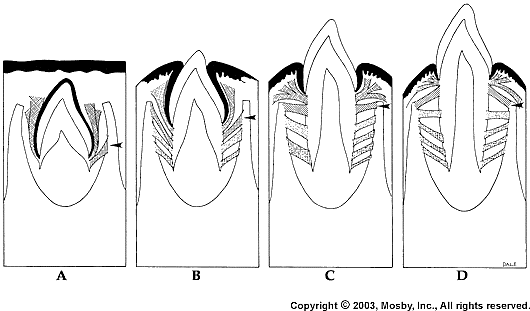 A B C D
DALE
Copyright © 2003, Mosby, Inc., All rights reserved.